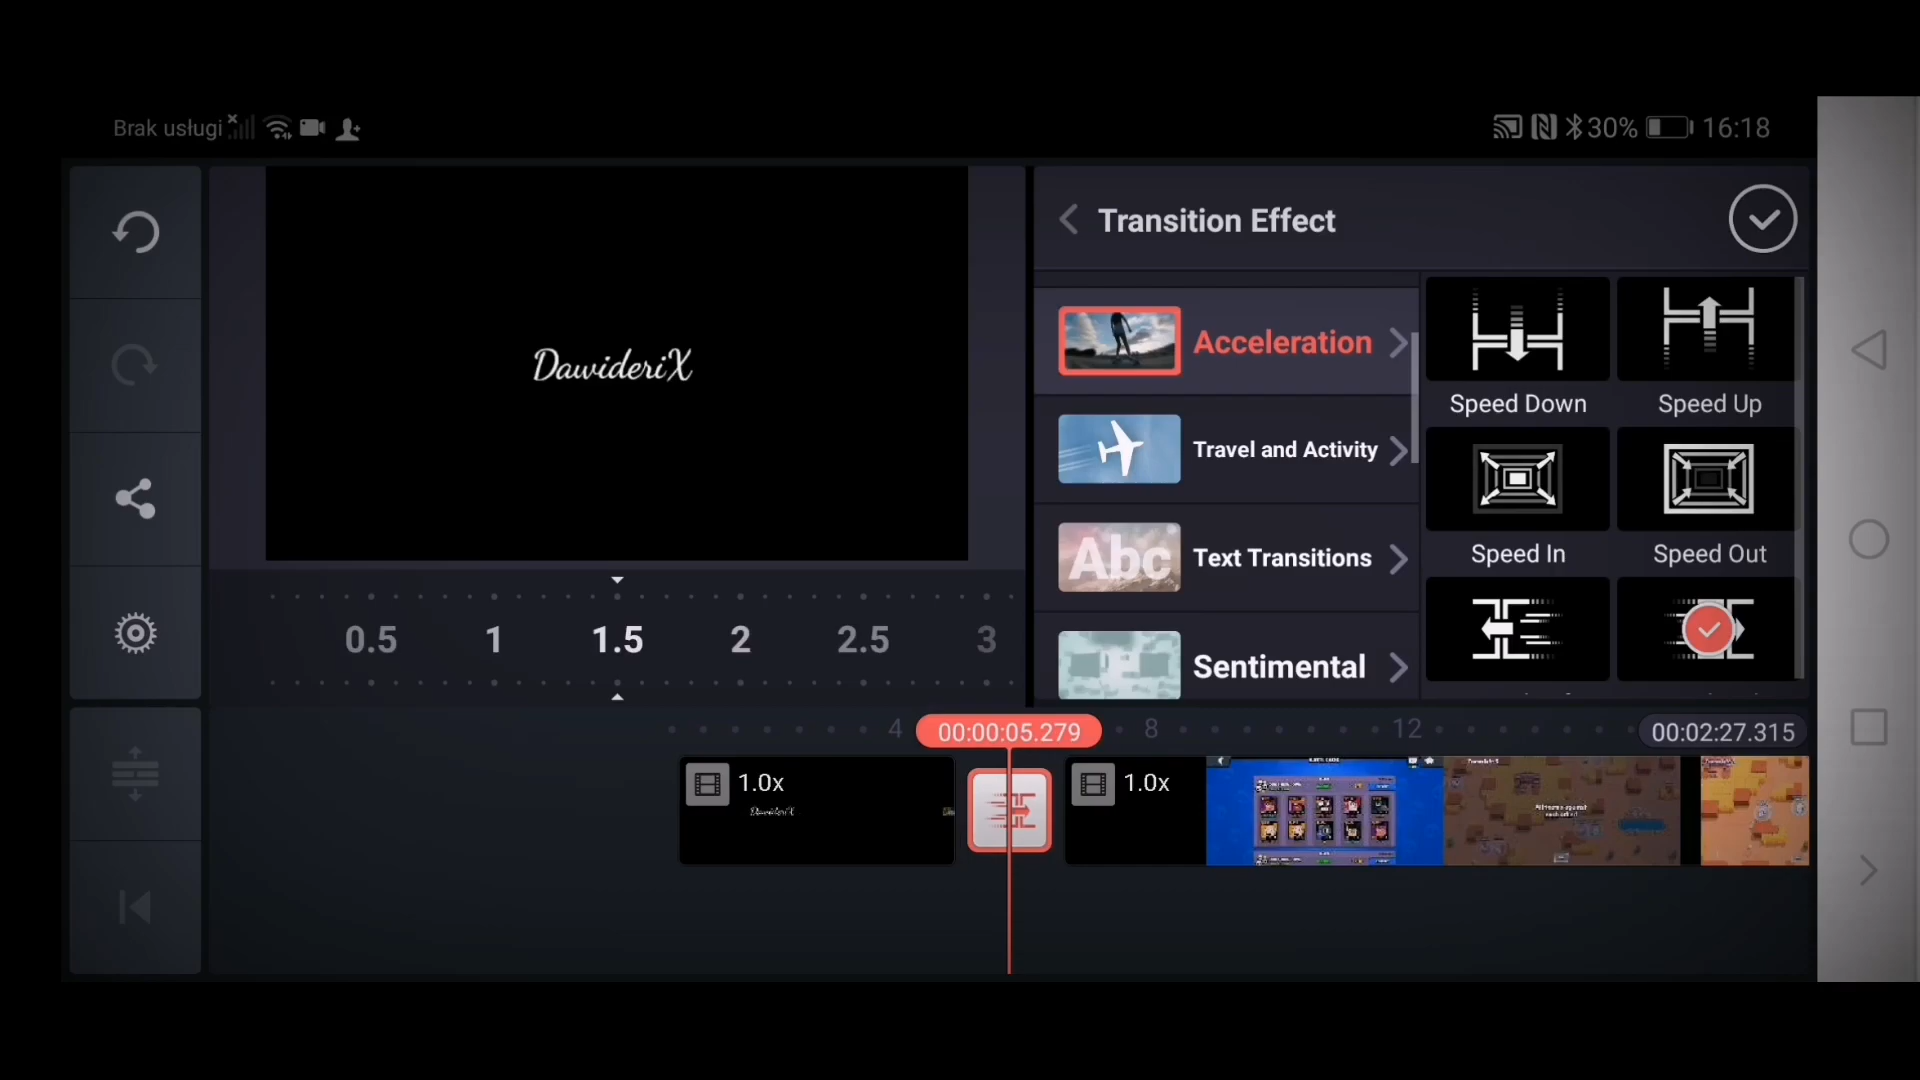 Brak usługi
30%
16:18
Transition Effect
DawideriX
Acceleration
Travel and Activity
Abc
Text Transitions
Sentimental
Speed Down
Speed Up
Speed In
Speed Out
0.5 1 1.5 2 2.5 3
4
00:00:05.279
8
12
00:02:27.315
1.0x
DawideriX
1.0x